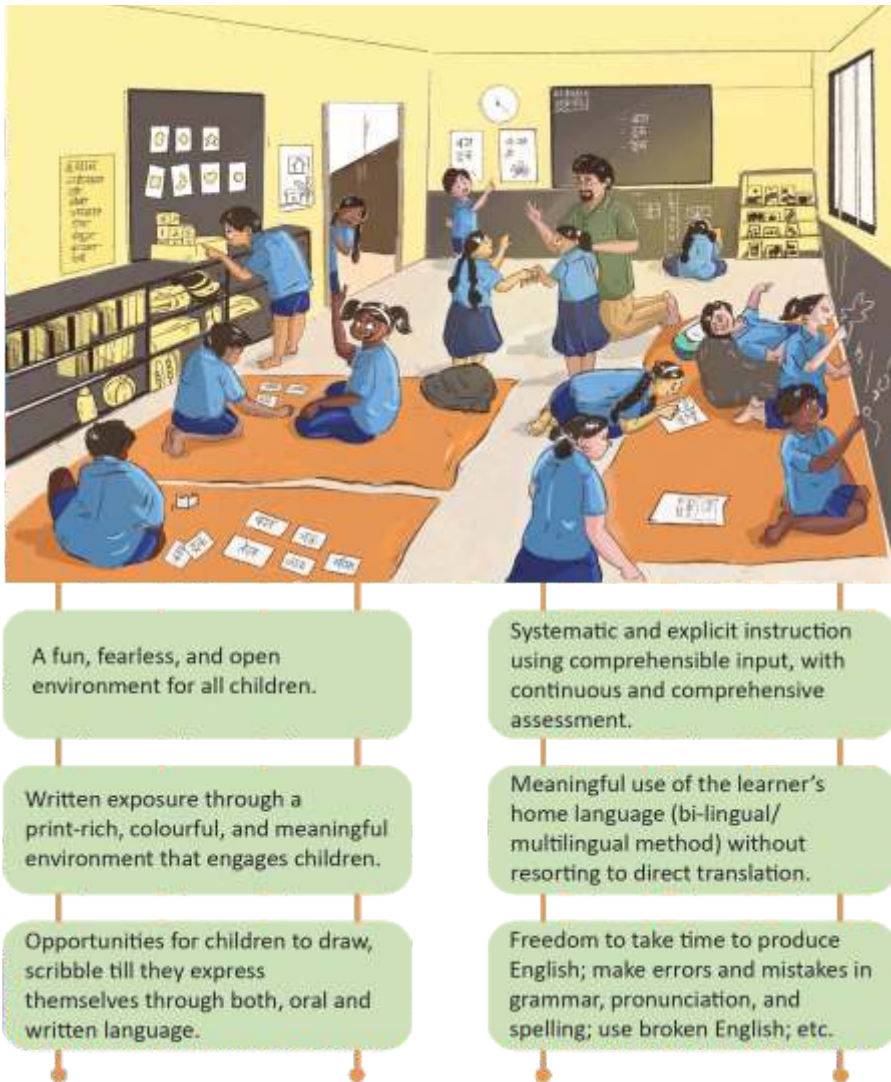 A fun, fearless, and open
environment for all children.
Systematic and explicit instruction
using comprehensible input, with
continuous and comprehensive
assessment.
Written exposure through a
print-rich, colourful, and meaningful
environment that engages children.
Meaningful use of the learner's
home language (bi-lingual/
multilingual method) without
resorting to direct translation.
Opportunities for children to draw,
scribble till they express
themselves through both, oral and
written language.
Freedom to take time to produce
English; make errors and mistakes in
grammar, pronunciation, and
spelling; use broken English; etc.